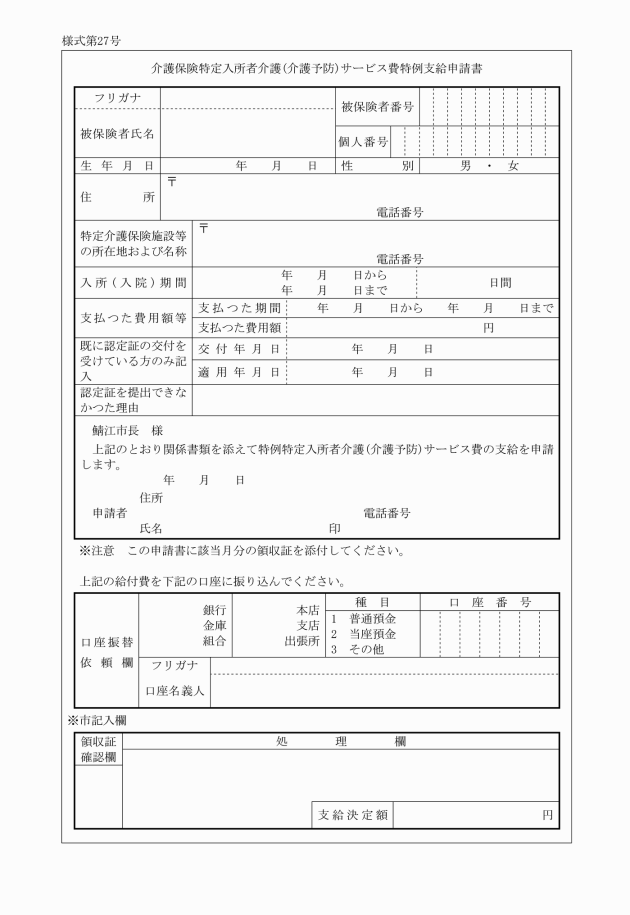 様式第27号
介護保険特定入所者介護(介護予防)サービス費特例支給申請書
フリガナ
被保険者氏名
被保険者番号
個人番号
生年月日　年　月　日　性別　男・女
住所
〒
電話番号
特定介護保険施設等
の所在地および名称
〒
電話番号
入所(入院)期間
年　月　日から
年　月　日まで
日間
支払つた費用額等
支払つた期間　年　月　日から　年　月　日まで
支払つた費用額　円
既に認定証の交付を
受けている方のみ記
入
交付年月日　年　月　日
適用年月日　年　月　日
認定証を提出できな
かつた理由
鯖江市長　様
上記のとおり関係書類を添えて特例特定入所者介護(介護予防)サービス費の支給を申請
します。
年　月　日
住所
申請者　電話番号
氏名　印
※注意　この申請書に該当月分の領収証を添付してください。
上記の給付費を下記の口座に振り込んでください。
口座振替
依頼欄
銀行
金庫
組合
本店
支店
出張所
種目
1　普通預金
2　当座預金
3　その他
口座番号
フリガナ
口座名義人
※市記入欄
領収証
確認欄
処理欄
支給決定額　円